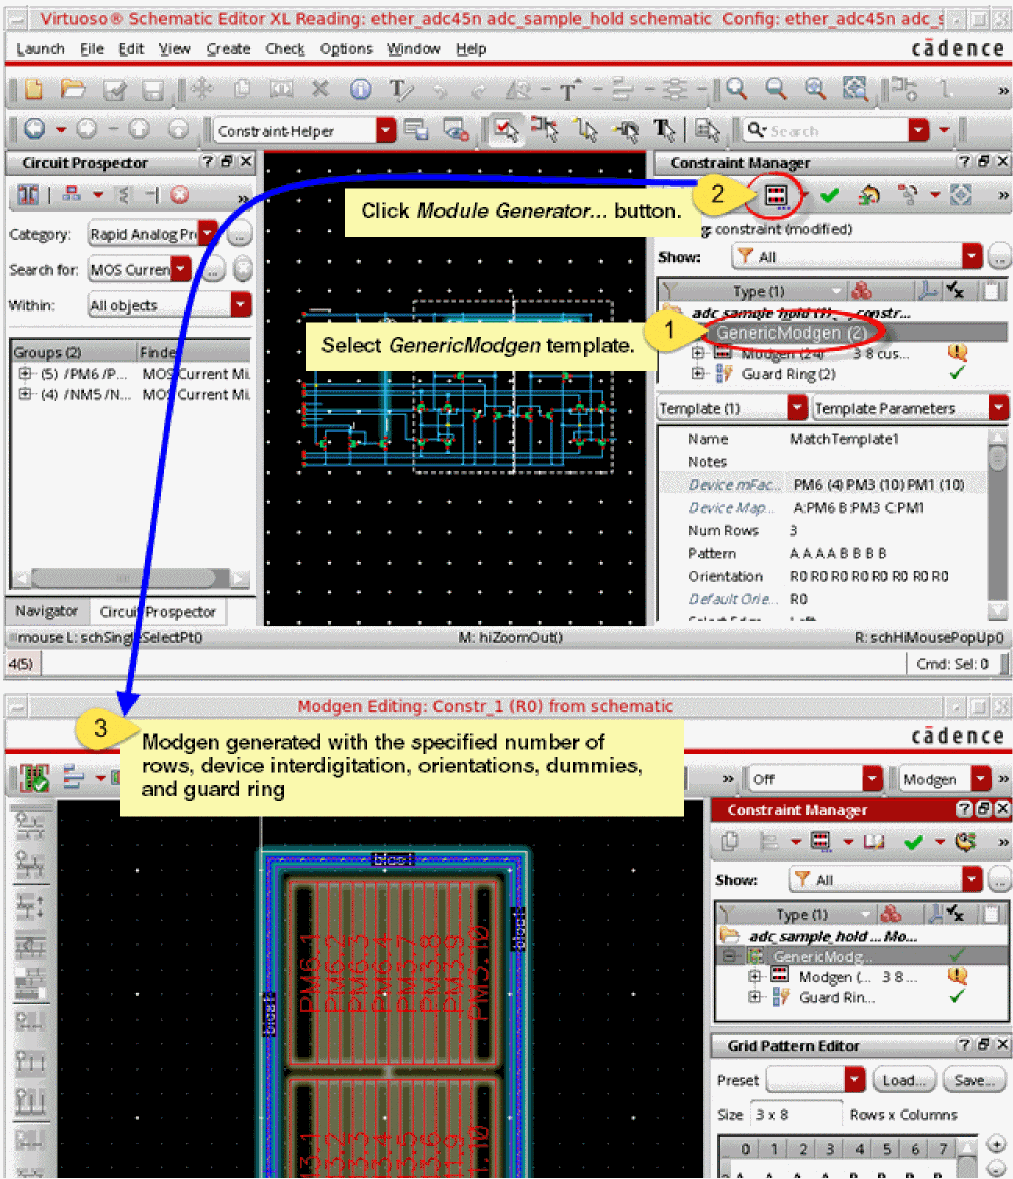 Virtuoso® Schematic Editor XL Reading: ether_adc45n adc_sample_hold schematic Config: ether_adc45n adc_s
Launch File Edit View Create Check Options Window Help
cādence
Constraint-Helper
Search
Circuit Prospector
Category: Rapid Analog Pr
Search for: MOS Curren
Within: All objects
Groups (2) Finde
(5) /PM6 /P... MOS Current Mi
(4) /NM5 /N... MOS Current Mi
Navigator Circuit Prospector
Click Module Generator... button.
Select GenericModgen template.
2
1
Constraint Manager
constraint (modified)
Show: All
Type (1)
adc_sample_hold constr...
GenericModgen (2)
Modgen (24) 3 8 cus...
Guard Ring (2)
Template (1) Template Parameters
Name MatchTemplate1
Notes
Device mFac... PM6 (4) PM3 (10) PM1 (10)
Device Map... A:PM6 B:PM3 C:PM1
Num Rows 3
Pattern A A A A B B B B
Orientation R0 R0 R0 R0 R0 R0 R0 R0
Default Orie... R0
mouse L: schSingleSelectPt() M: hiZoomOut() R: schHiMousePopUp()
4(5) Cmd: Sel: 0
Modgen Editing: Constr_1 (R0) from schematic
cādence
3
Modgen generated with the specified number of
rows, device interdigitation, orientations, dummies,
and guard ring
Off Modgen
Constraint Manager
Show: All
Type (1)
adc_sample_hold ... Mo...
GenericModg...
Modgen (... 3 8 ...
Guard Rin...
Grid Pattern Editor
Preset Load... Save...
Size 3 x 8 Rows x Columns
0 1 2 3 4 5 6 7
PM6.1
PM6.2
PM6.3
PM6.4
PM3.7
PM3.8
PM3.9
PM3.10